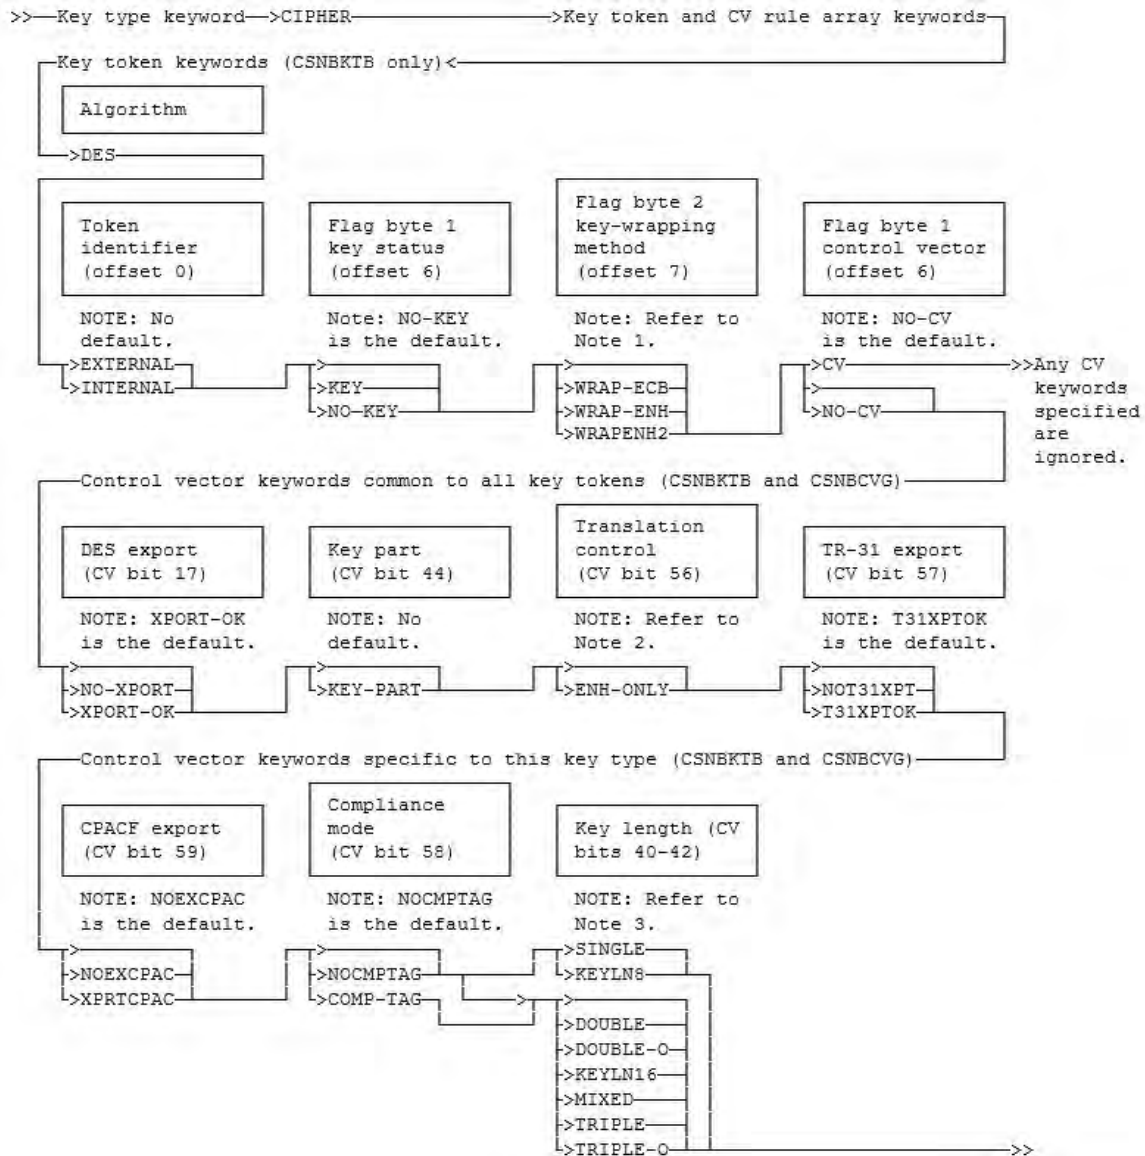 >>—Key type keyword—>CIPHER—>Key token and CV rule array keywords
Key token keywords (CSNBKTB only)<
Algorithm
>DES
Token identifier (offset 0)
Flag byte 1 key status (offset 6)
Flag byte 2 key-wrapping method (offset 7)
Flag byte 1 control vector (offset 6)
NOTE: No default.
Note: NO-KEY is the default.
Note: Refer to Note 1.
NOTE: NO-CV is the default.
>EXTERNAL
>INTERNAL
>
>KEY
>NO-KEY
>
>WRAP-ECB
>WRAP-ENH
>WRAPENH2
>CV
>
>NO-CV
>>Any CV
keywords
specified
are
ignored.
Control vector keywords common to all key tokens (CSNBKTB and CSNBCVG)
DES export (CV bit 17)
Key part (CV bit 44)
Translation control (CV bit 56)
TR-31 export (CV bit 57)
NOTE: XPORT-OK is the default.
NOTE: No default.
NOTE: Refer to Note 2.
NOTE: T31XPTOK is the default.
>
>NO-XPORT
>XPORT-OK
>
>KEY-PART
>
>ENH-ONLY
>
>NOT31XPT
>T31XPTOK
Control vector keywords specific to this key type (CSNBKTB and CSNBCVG)
CPACF export (CV bit 59)
Compliance mode (CV bit 58)
Key length (CV bits 40-42)
NOTE: NOEXCPAC is the default.
NOTE: NOCMPTAG is the default.
NOTE: Refer to Note 3.
>
>NOEXCPAC
>XPRTCPAC
>
>NOCMPTAG
>COMP-TAG
>SINGLE
>KEYLN8
>
>
>DOUBLE
>DOUBLE-O
>KEYLN16
>MIXED
>TRIPLE
>TRIPLE-O
>>